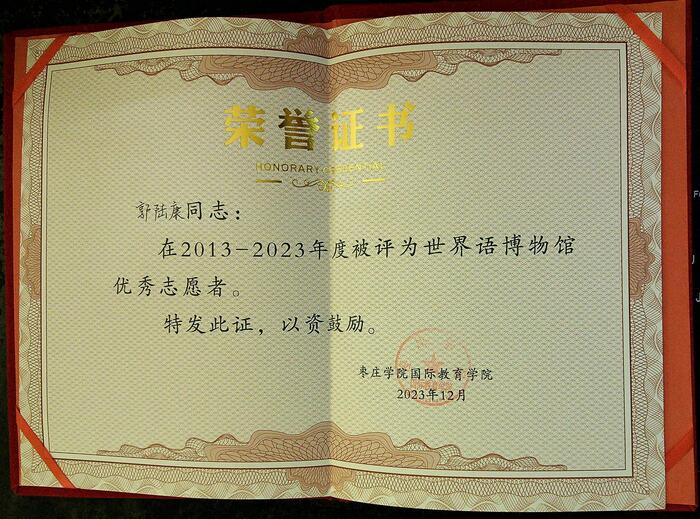 荣誉证书
HONORARY CREDENTIAL
郭陆康同志：
在2013-2023年度被评为世界语博物馆
优秀志愿者。
特发此证，以资鼓励。
枣庄学院国际教育学院
2023年12月